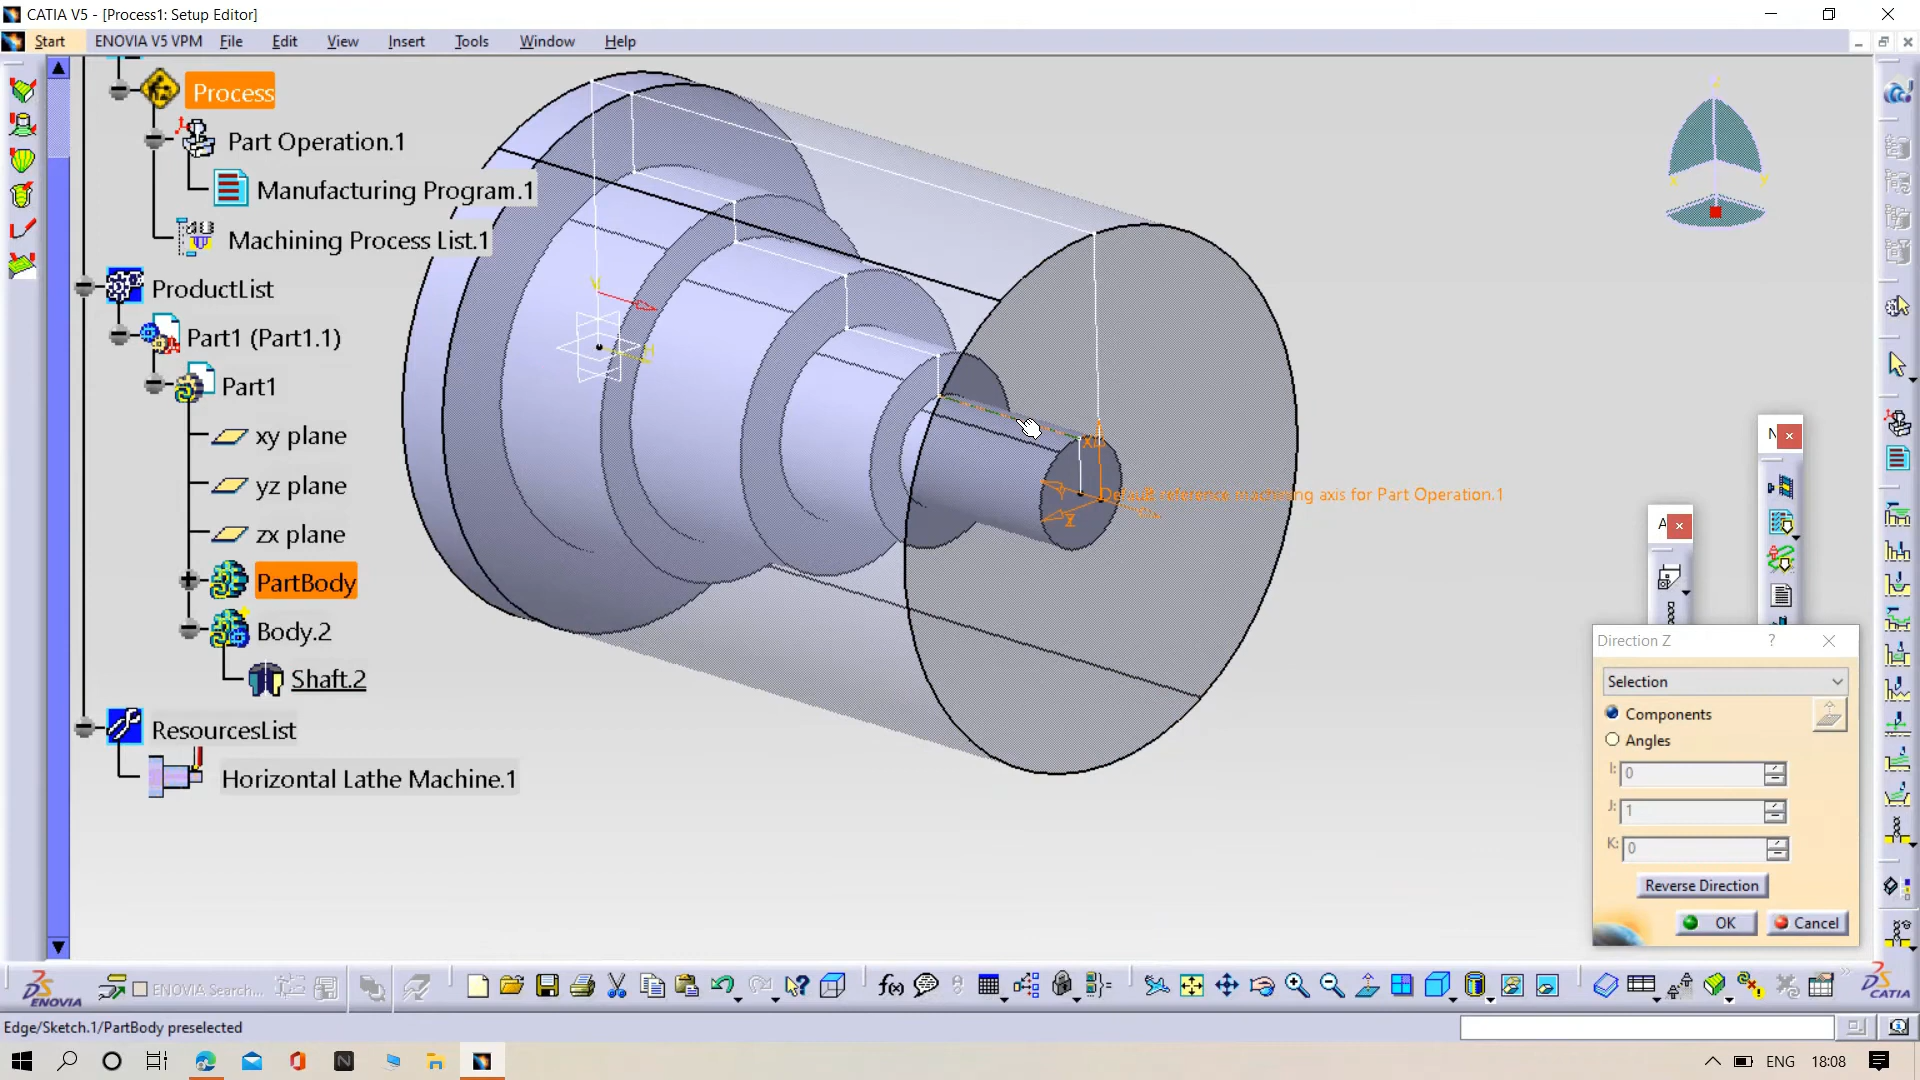 CATIA V5 - [Process1: Setup Editor]
Start ENOVIA V5 VPM File Edit View Insert Tools Window Help
Process
Part Operation.1
Manufacturing Program.1
Machining Process List.1
ProductList
Part1 (Part1.1)
Part1
xy plane
yz plane
zx plane
PartBody
Body.2
Shaft.2
ResourcesList
Horizontal Lathe Machine.1
V
H
Y
Z
Default reference machining axis for Part Operation.1
N
A
Direction Z ?
Selection
Components
Angles
I: 0
J: 1
K: 0
Reverse Direction
OK Cancel
ENOVIA
ENOVIA Search...
f(x)
CATIA
Edge/Sketch.1/PartBody preselected
ENG 18:08